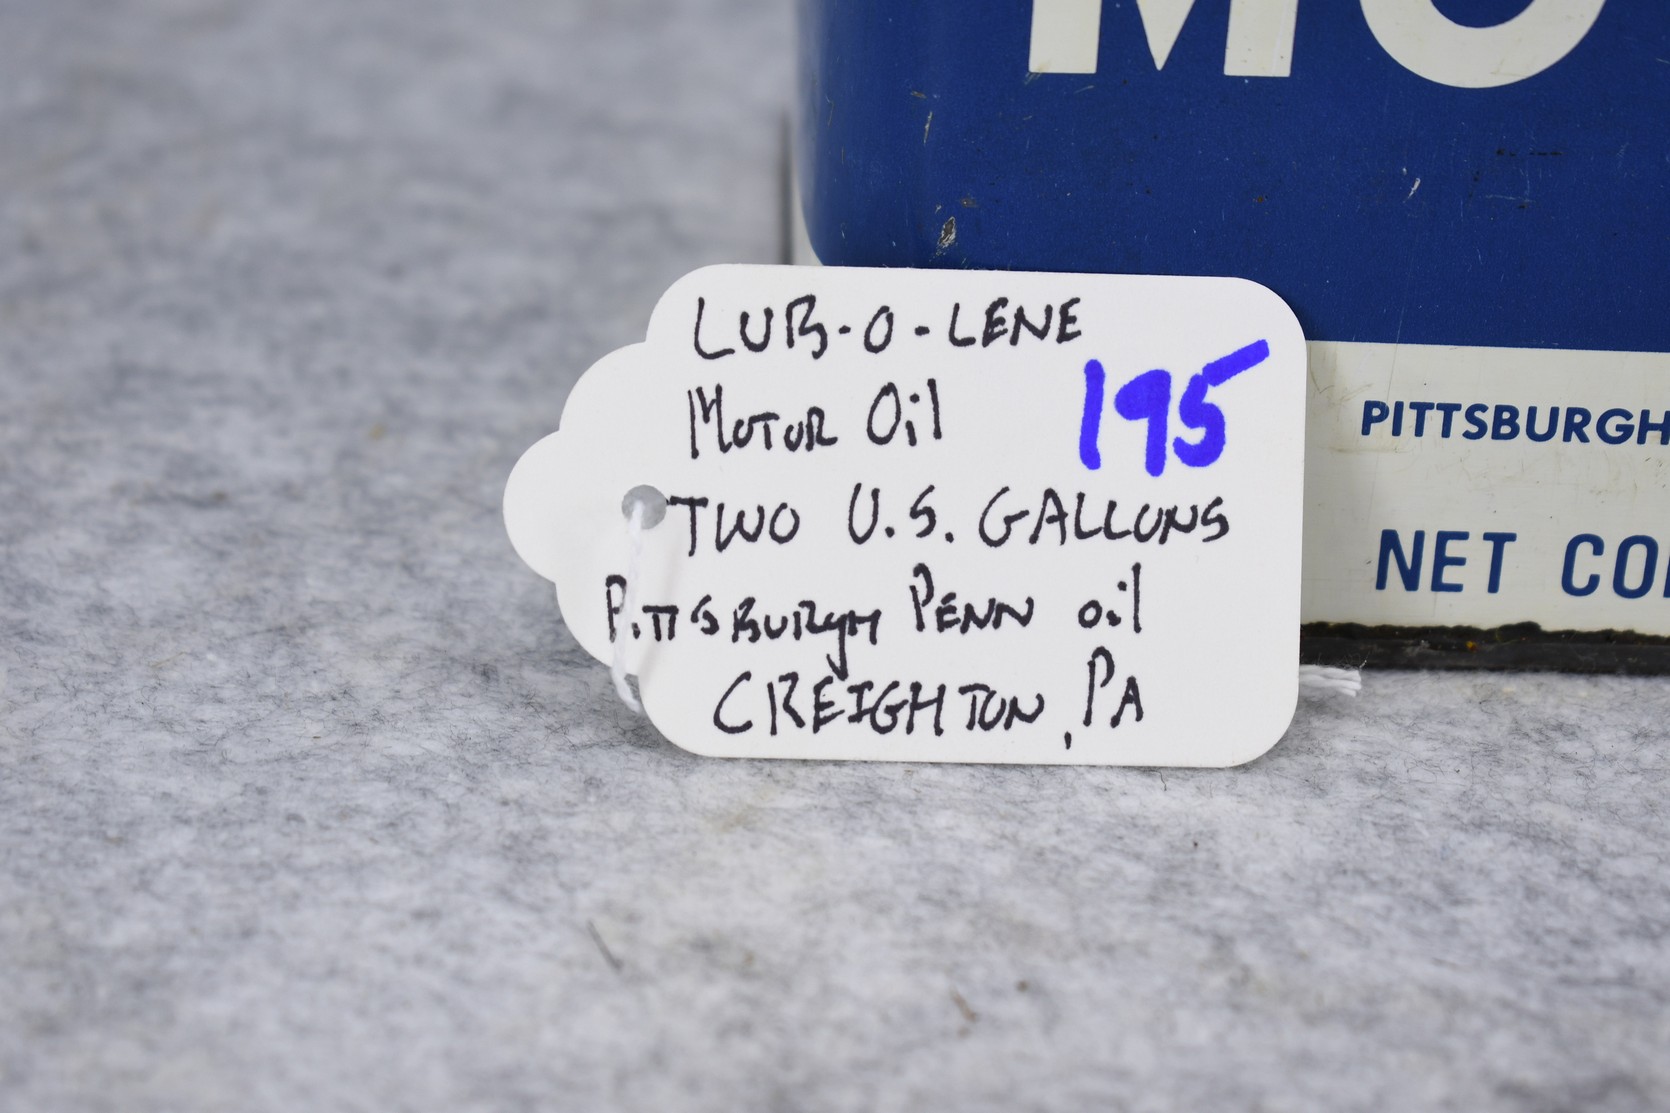 MO
LUB-O-LENE
MOTOR Oil
195
TWO U.S. GALLONS
PITTSBURGH PENN Oil
CREIGHTON, PA
PITTSBURGH
NET CO